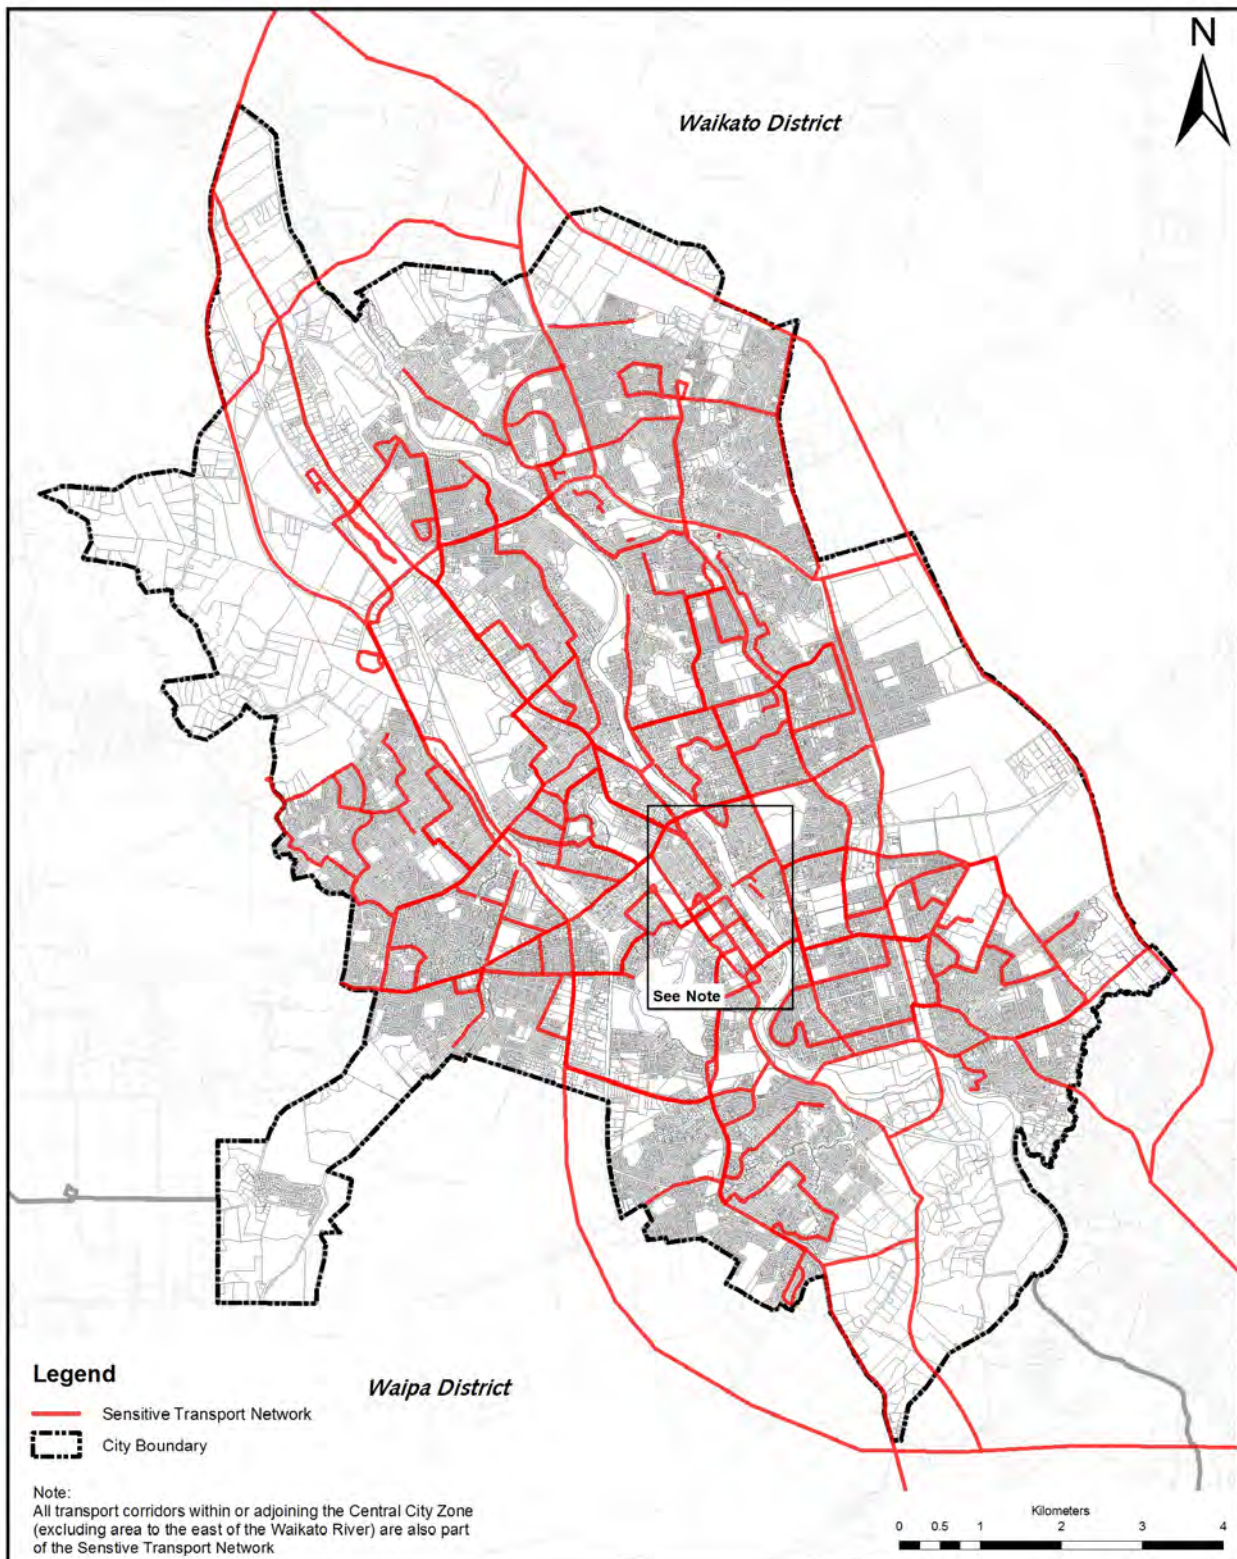 N
Waikato District
See Note
Legend
Waipa District
Sensitive Transport Network
City Boundary
Note:
All transport corridors within or adjoining the Central City Zone
(excluding area to the east of the Waikato River) are also part
of the Senstive Transport Network
Kilometers
0 0.5 1 2 3 4